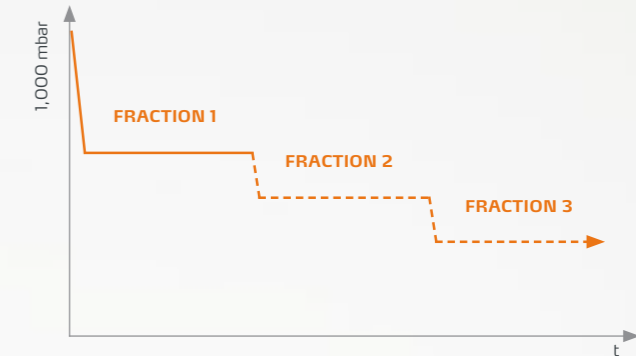 1,000 mbar
FRACTION 1
FRACTION 2
FRACTION 3
t